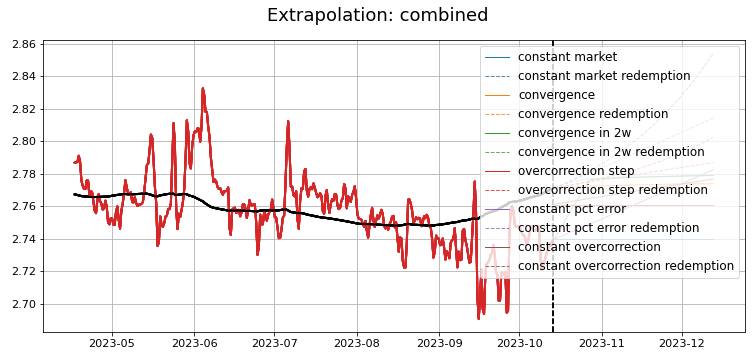 Extrapolation: combined
2.86
2.84
2.82
2.80
2.78
2.76
2.74
2.72
2.70
constant market
constant market redemption
convergence
convergence redemption
convergence in 2w
convergence in 2w redemption
overcorrection step
overcorrection step redemption
constant pct error
constant pct error redemption
constant overcorrection
constant overcorrection redemption
2023-05
2023-06
2023-07
2023-08
2023-09
2023-10
2023-11
2023-12